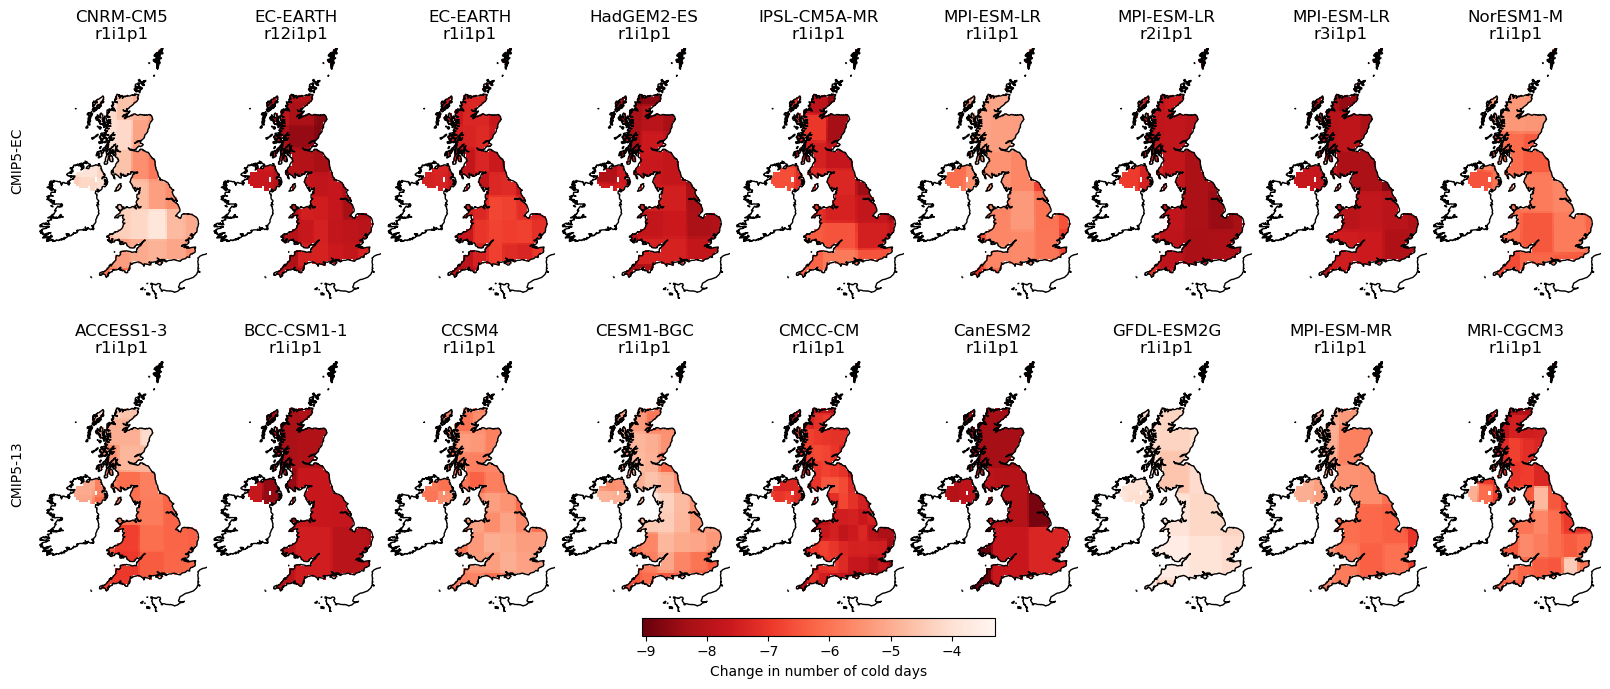 CNRM-CM5 EC-EARTH EC-EARTH HadGEM2-ES IPSL-CM5A-MR MPI-ESM-LR MPI-ESM-LR MPI-ESM-LR NorESM1-M
r1i1p1 r12i1p1 r1i1p1 r1i1p1 r1i1p1 r1i1p1 r2i1p1 r3i1p1 r1i1p1
CMIP5-EC
ACCESS1-3 BCC-CSM1-1 CCSM4 CESM1-BGC CMCC-CM CanESM2 GFDL-ESM2G MPI-ESM-MR MRI-CGCM3
r1i1p1 r1i1p1 r1i1p1 r1i1p1 r1i1p1 r1i1p1 r1i1p1 r1i1p1 r1i1p1
CMIP5-13
−9 −8 −7 −6 −5 −4
Change in number of cold days